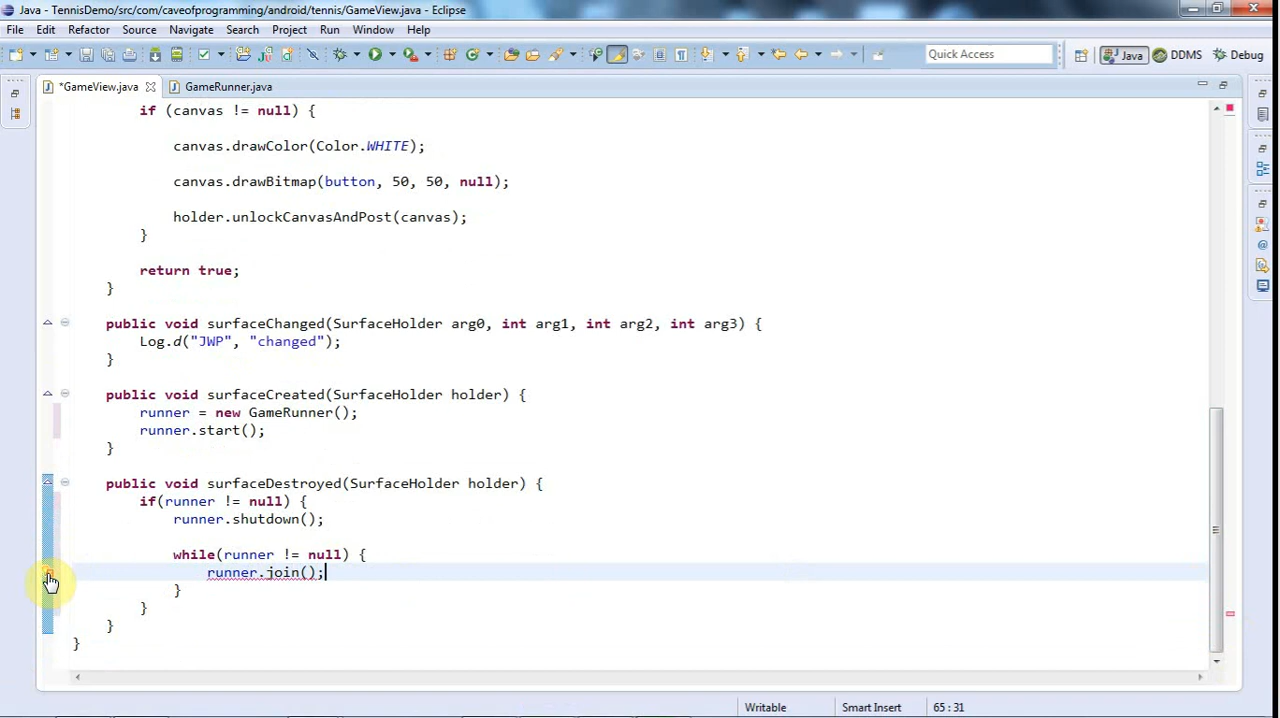 Java - TennisDemo/src/com/caveofprogramming/android/tennis/GameView.java - Eclipse
File Edit Refactor Source Navigate Search Project Run Window Help
Quick Access Java DDMS Debug
*GameView.java GameRunner.java
if (canvas != null) {
canvas.drawColor(Color.WHITE);
canvas.drawBitmap(button, 50, 50, null);
holder.unlockCanvasAndPost(canvas);
}
return true;
}
public void surfaceChanged(SurfaceHolder arg0, int arg1, int arg2, int arg3) {
Log.d("JWP", "changed");
}
public void surfaceCreated(SurfaceHolder holder) {
runner = new GameRunner();
runner.start();
}
public void surfaceDestroyed(SurfaceHolder holder) {
if(runner != null) {
runner.shutdown();
while(runner != null) {
runner.join();
}
}
}
}
Writable Smart Insert 65 : 31